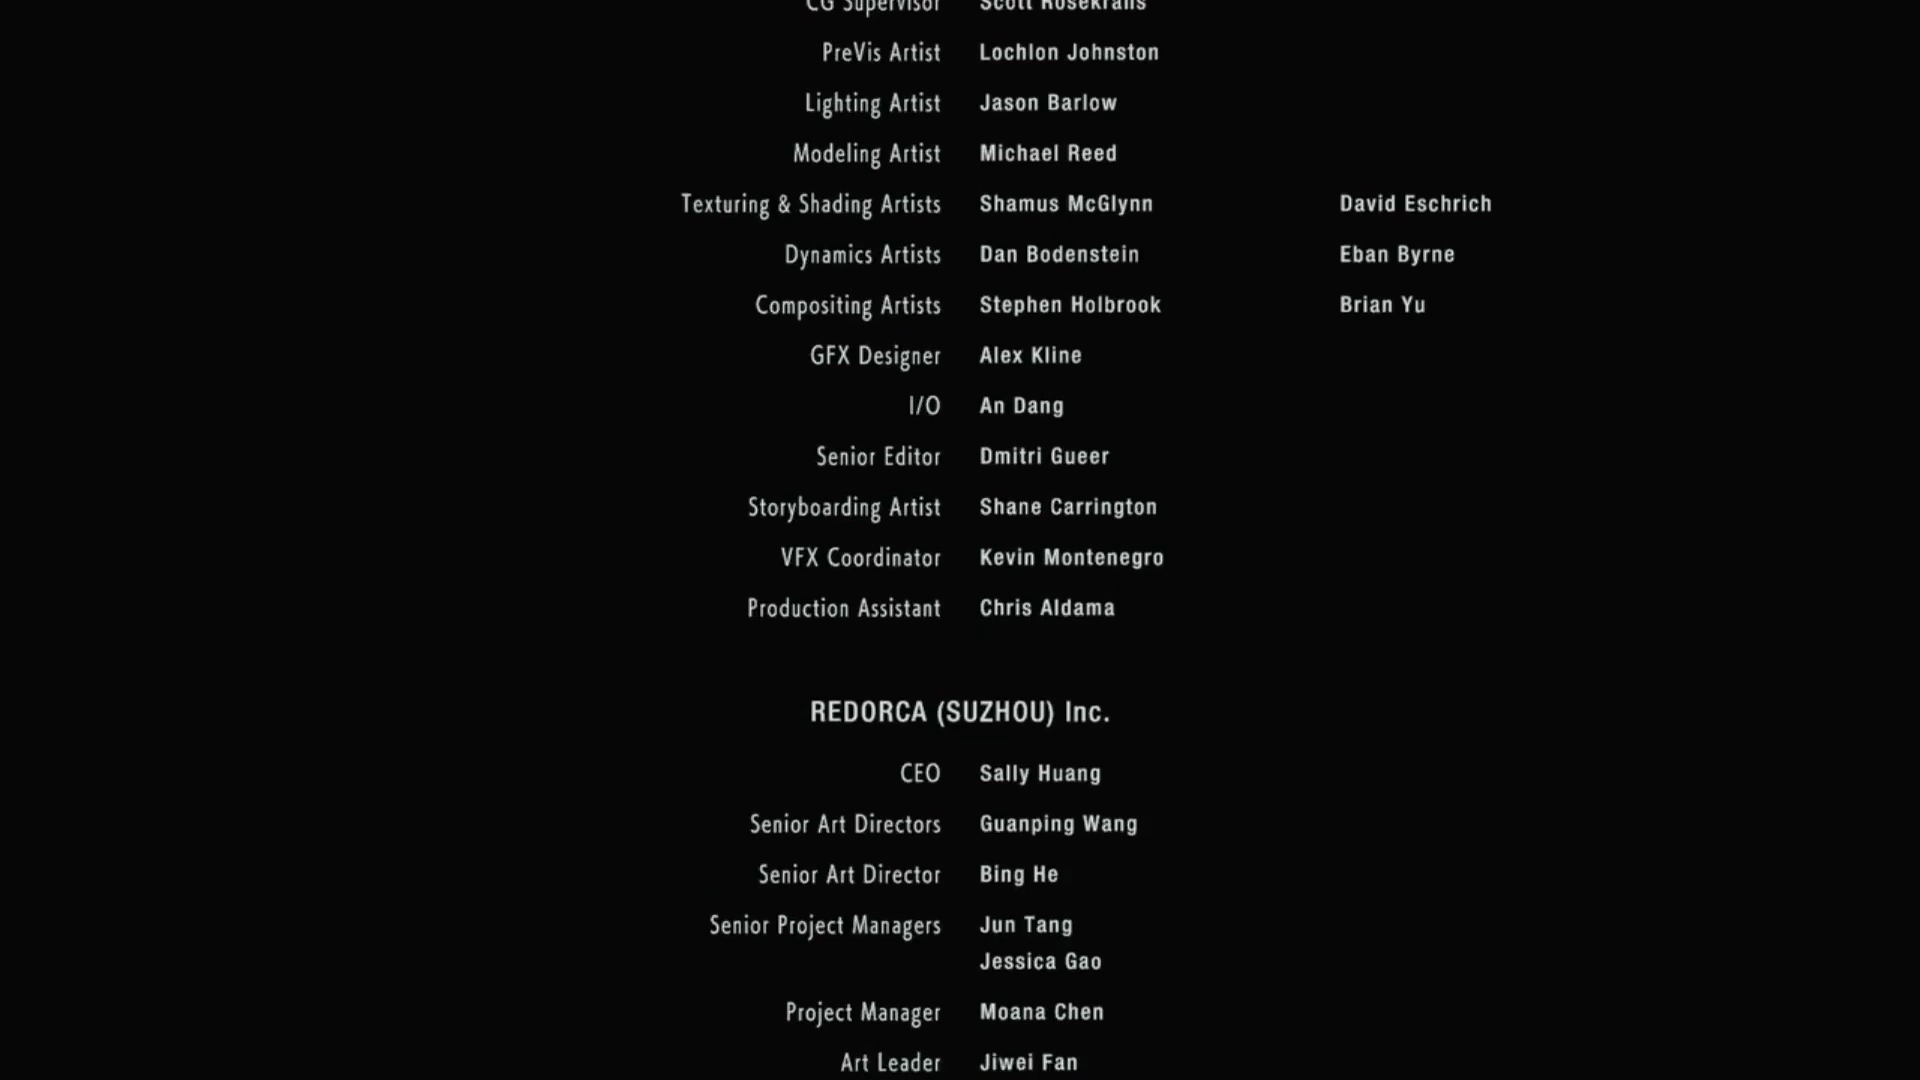 CG Supervisor Scott Rosekrans
PreVis Artist Lochlon Johnston
Lighting Artist Jason Barlow
Modeling Artist Michael Reed
Texturing & Shading Artists Shamus McGlynn David Eschrich
Dynamics Artists Dan Bodenstein Eban Byrne
Compositing Artists Stephen Holbrook Brian Yu
GFX Designer Alex Kline
I/O An Dang
Senior Editor Dmitri Gueer
Storyboarding Artist Shane Carrington
VFX Coordinator Kevin Montenegro
Production Assistant Chris Aldama
REDORCA (SUZHOU) Inc.
CEO Sally Huang
Senior Art Directors Guanping Wang
Senior Art Director Bing He
Senior Project Managers Jun Tang
Jessica Gao
Project Manager Moana Chen
Art Leader Jiwei Fan